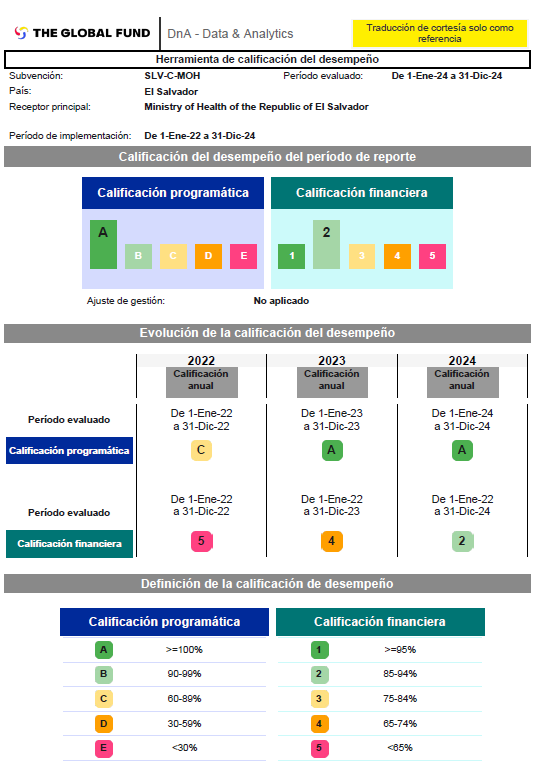 THE GLOBAL FUND
DnA - Data & Analytics
Traducción de cortesía solo como
referencia
Herramienta de calificación del desempeño
Subvención: SLV-C-MOH Período evaluado: De 1-Ene-24 a 31-Dic-24
País: El Salvador
Receptor principal: Ministry of Health of the Republic of El Salvador
Período de implementación: De 1-Ene-22 a 31-Dic-24
Calificación del desempeño del período de reporte
Calificación programática Calificación financiera
A B C D E 1 2 3 4 5
Ajuste de gestión: No aplicado
Evolución de la calificación del desempeño
2022 2023 2024
Calificación Calificación Calificación
anual anual anual
De 1-Ene-22 De 1-Ene-23 De 1-Ene-24
Período evaluado
a 31-Dic-22 a 31-Dic-23 a 31-Dic-24
Calificación programática C A A
De 1-Ene-22 De 1-Ene-22 De 1-Ene-22
Período evaluado
a 31-Dic-22 a 31-Dic-23 a 31-Dic-24
Calificación financiera 5 4 2
Definición de la calificación de desempeño
Calificación programática Calificación financiera
A >=100% 1 >=95%
B 90-99% 2 85-94%
C 60-89% 3 75-84%
D 30-59% 4 65-74%
E <30% 5 <65%